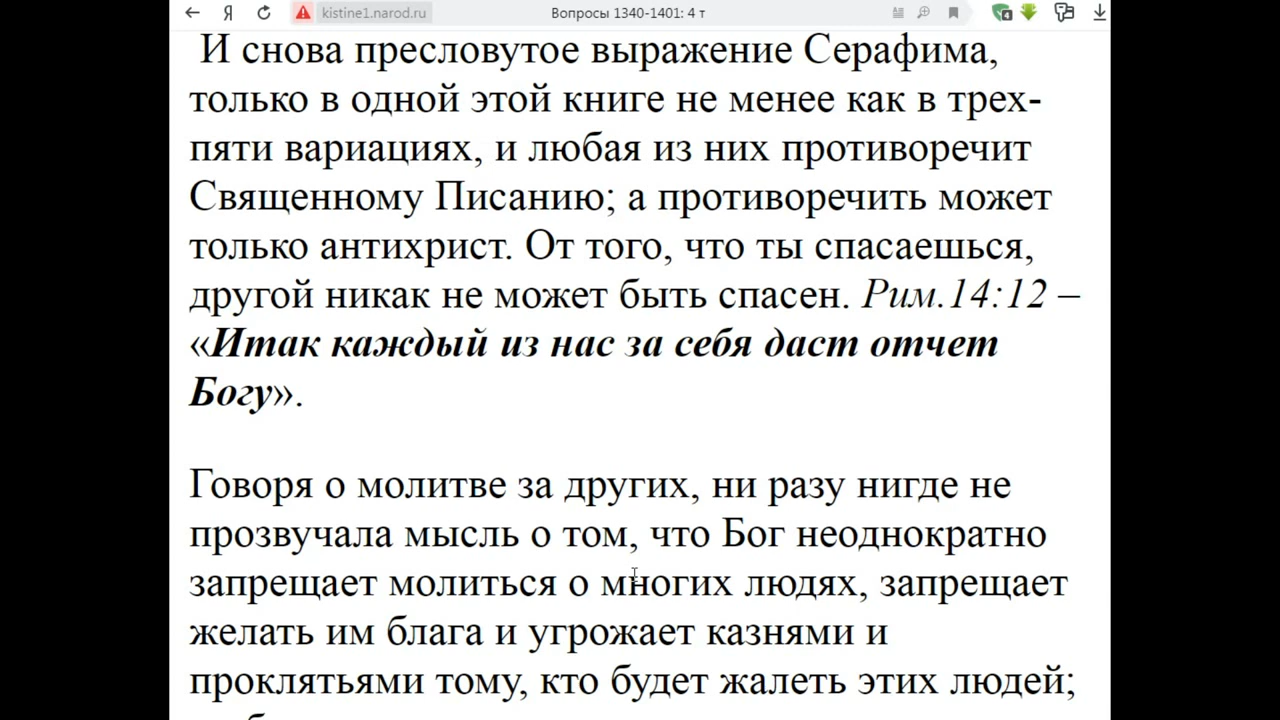 kistine1.narod.ru
Вопросы 1340-1401: 4 т
4
И снова пресловутое выражение Серафима,
только в одной этой книге не менее как в трех-
пяти вариациях, и любая из них противоречит
Священному Писанию; а противоречить может
только антихрист. От того, что ты спасаешься,
другой никак не может быть спасен. Рим.14:12 –
«Итак каждый из нас за себя даст отчет
Богу».
Говоря о молитве за других, ни разу нигде не
прозвучала мысль о том, что Бог неоднократно
запрещает молиться о многих людях, запрещает
желать им блага и угрожает казнями и
проклятьями тому, кто будет жалеть этих людей;